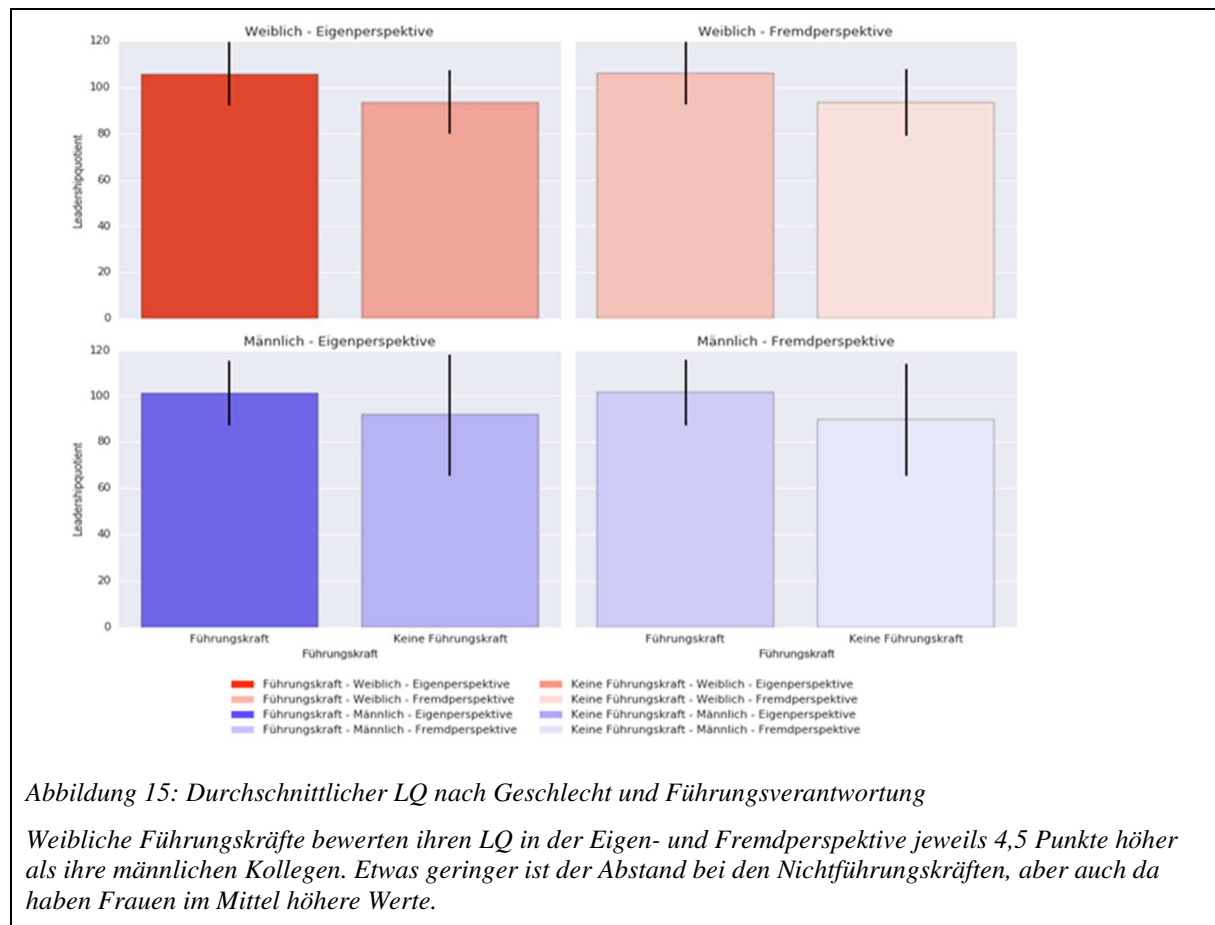 Weiblich - Eigenperspektive
Weiblich - Fremdperspektive
120
100
80
60
40
20
0
Leadershipquotient
Männlich - Eigenperspektive
Männlich - Fremdperspektive
120
100
80
60
40
20
0
Leadershipquotient
Führungskraft
Keine Führungskraft
Führungskraft
Keine Führungskraft
Führungskraft
Führungskraft
Führungskraft - Weiblich - Eigenperspektive
Führungskraft - Weiblich - Fremdperspektive
Führungskraft - Männlich - Eigenperspektive
Führungskraft - Männlich - Fremdperspektive
Keine Führungskraft - Weiblich - Eigenperspektive
Keine Führungskraft - Weiblich - Fremdperspektive
Keine Führungskraft - Männlich - Eigenperspektive
Keine Führungskraft - Männlich - Fremdperspektive
Abbildung 15: Durchschnittlicher LQ nach Geschlecht und Führungsverantwortung
Weibliche Führungskräfte bewerten ihren LQ in der Eigen- und Fremdperspektive jeweils 4,5 Punkte höher
als ihre männlichen Kollegen. Etwas geringer ist der Abstand bei den Nichtführungskräften, aber auch da
haben Frauen im Mittel höhere Werte.